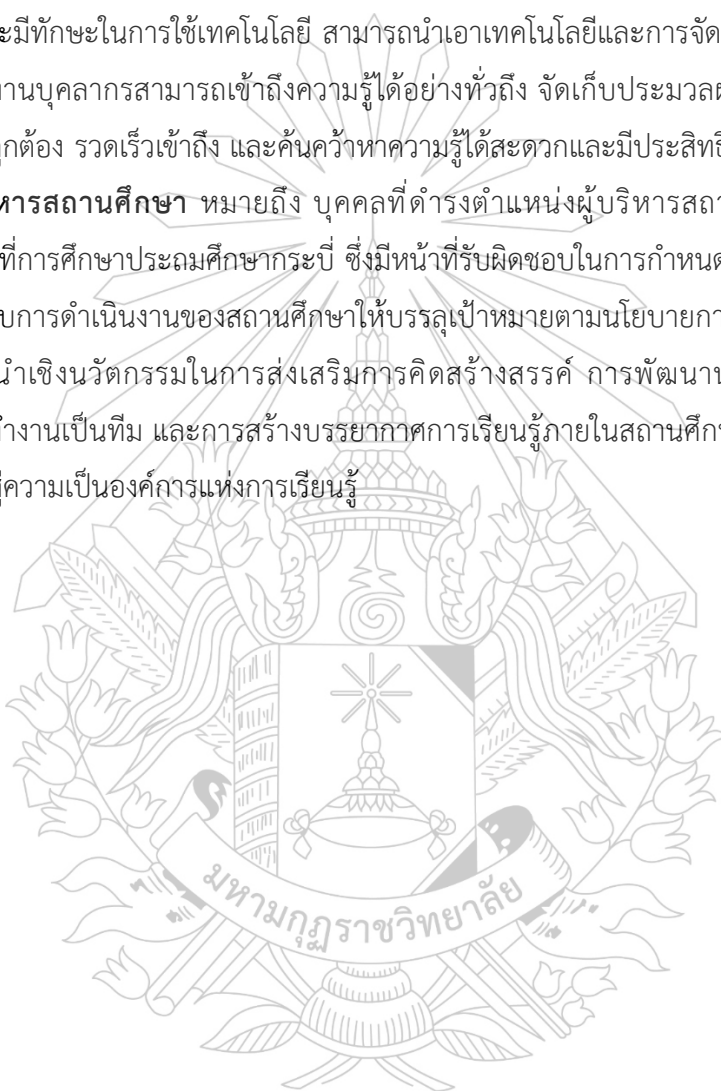 ะมีทักษะในการใช้เทคโนโลยี สามารถนำเอาเทคโนโลยีและการจัด
านบุคลากรสามารถเข้าถึงความรู้ได้อย่างทั่วถึง จัดเก็บประมวลผ
ูกต้อง รวดเร็วเข้าถึง และค้นคว้าหาความรู้ได้สะดวกและมีประสิทธิ
หารสถานศึกษา หมายถึง บุคคลที่ดำรงตำแหน่งผู้บริหารสถา
ที่การศึกษาประถมศึกษากระบี่ ซึ่งมีหน้าที่รับผิดชอบในการกำหนด
บการดำเนินงานของสถานศึกษาให้บรรลุเป้าหมายตามนโยบายกา
นำเชิงนวัตกรรมในการส่งเสริมการคิดสร้างสรรค์ การพัฒนาน
ำงานเป็นทีม และการสร้างบรรยากาศการเรียนรู้ภายในสถานศึก
ู่ความเป็นองค์การแห่งการเรียนรู้
มหามกุฏราชวิทยาลัย